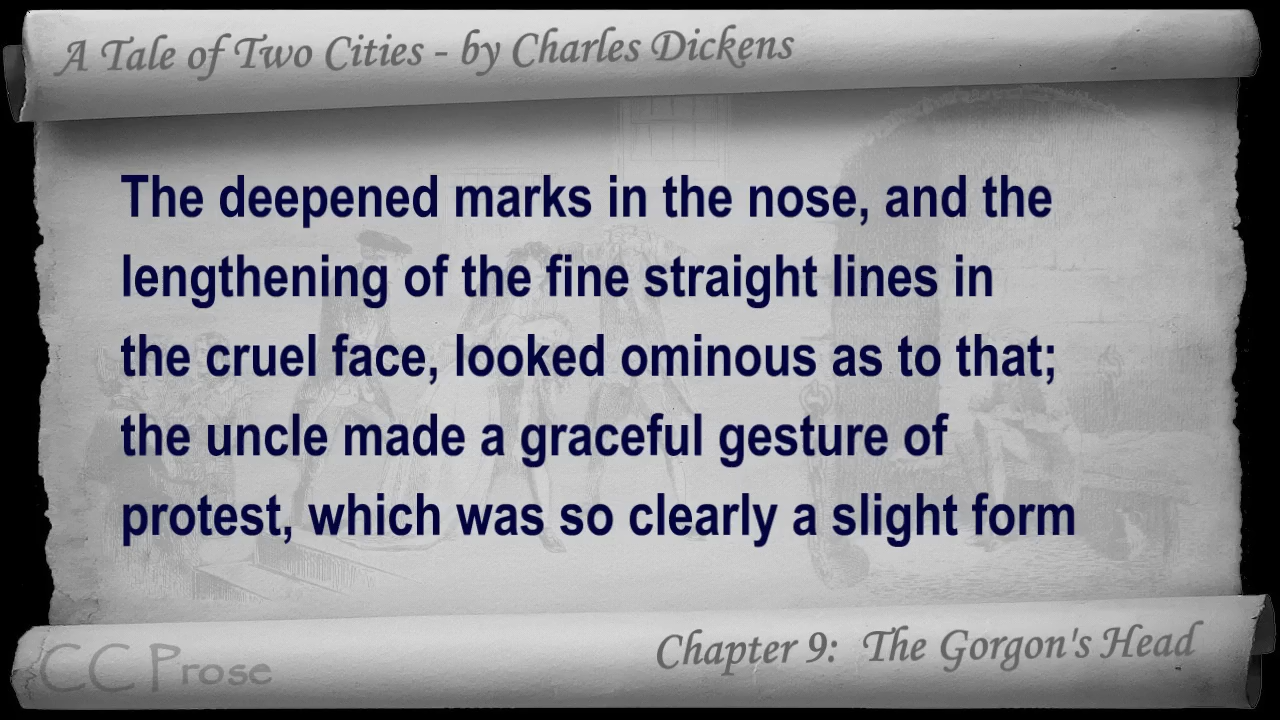 A Tale of Two Cities - by Charles Dickens
The deepened marks in the nose, and the
lengthening of the fine straight lines in
the cruel face, looked ominous as to that;
the uncle made a graceful gesture of
protest, which was so clearly a slight form
Chapter 9: The Gorgon's Head
CC Prose